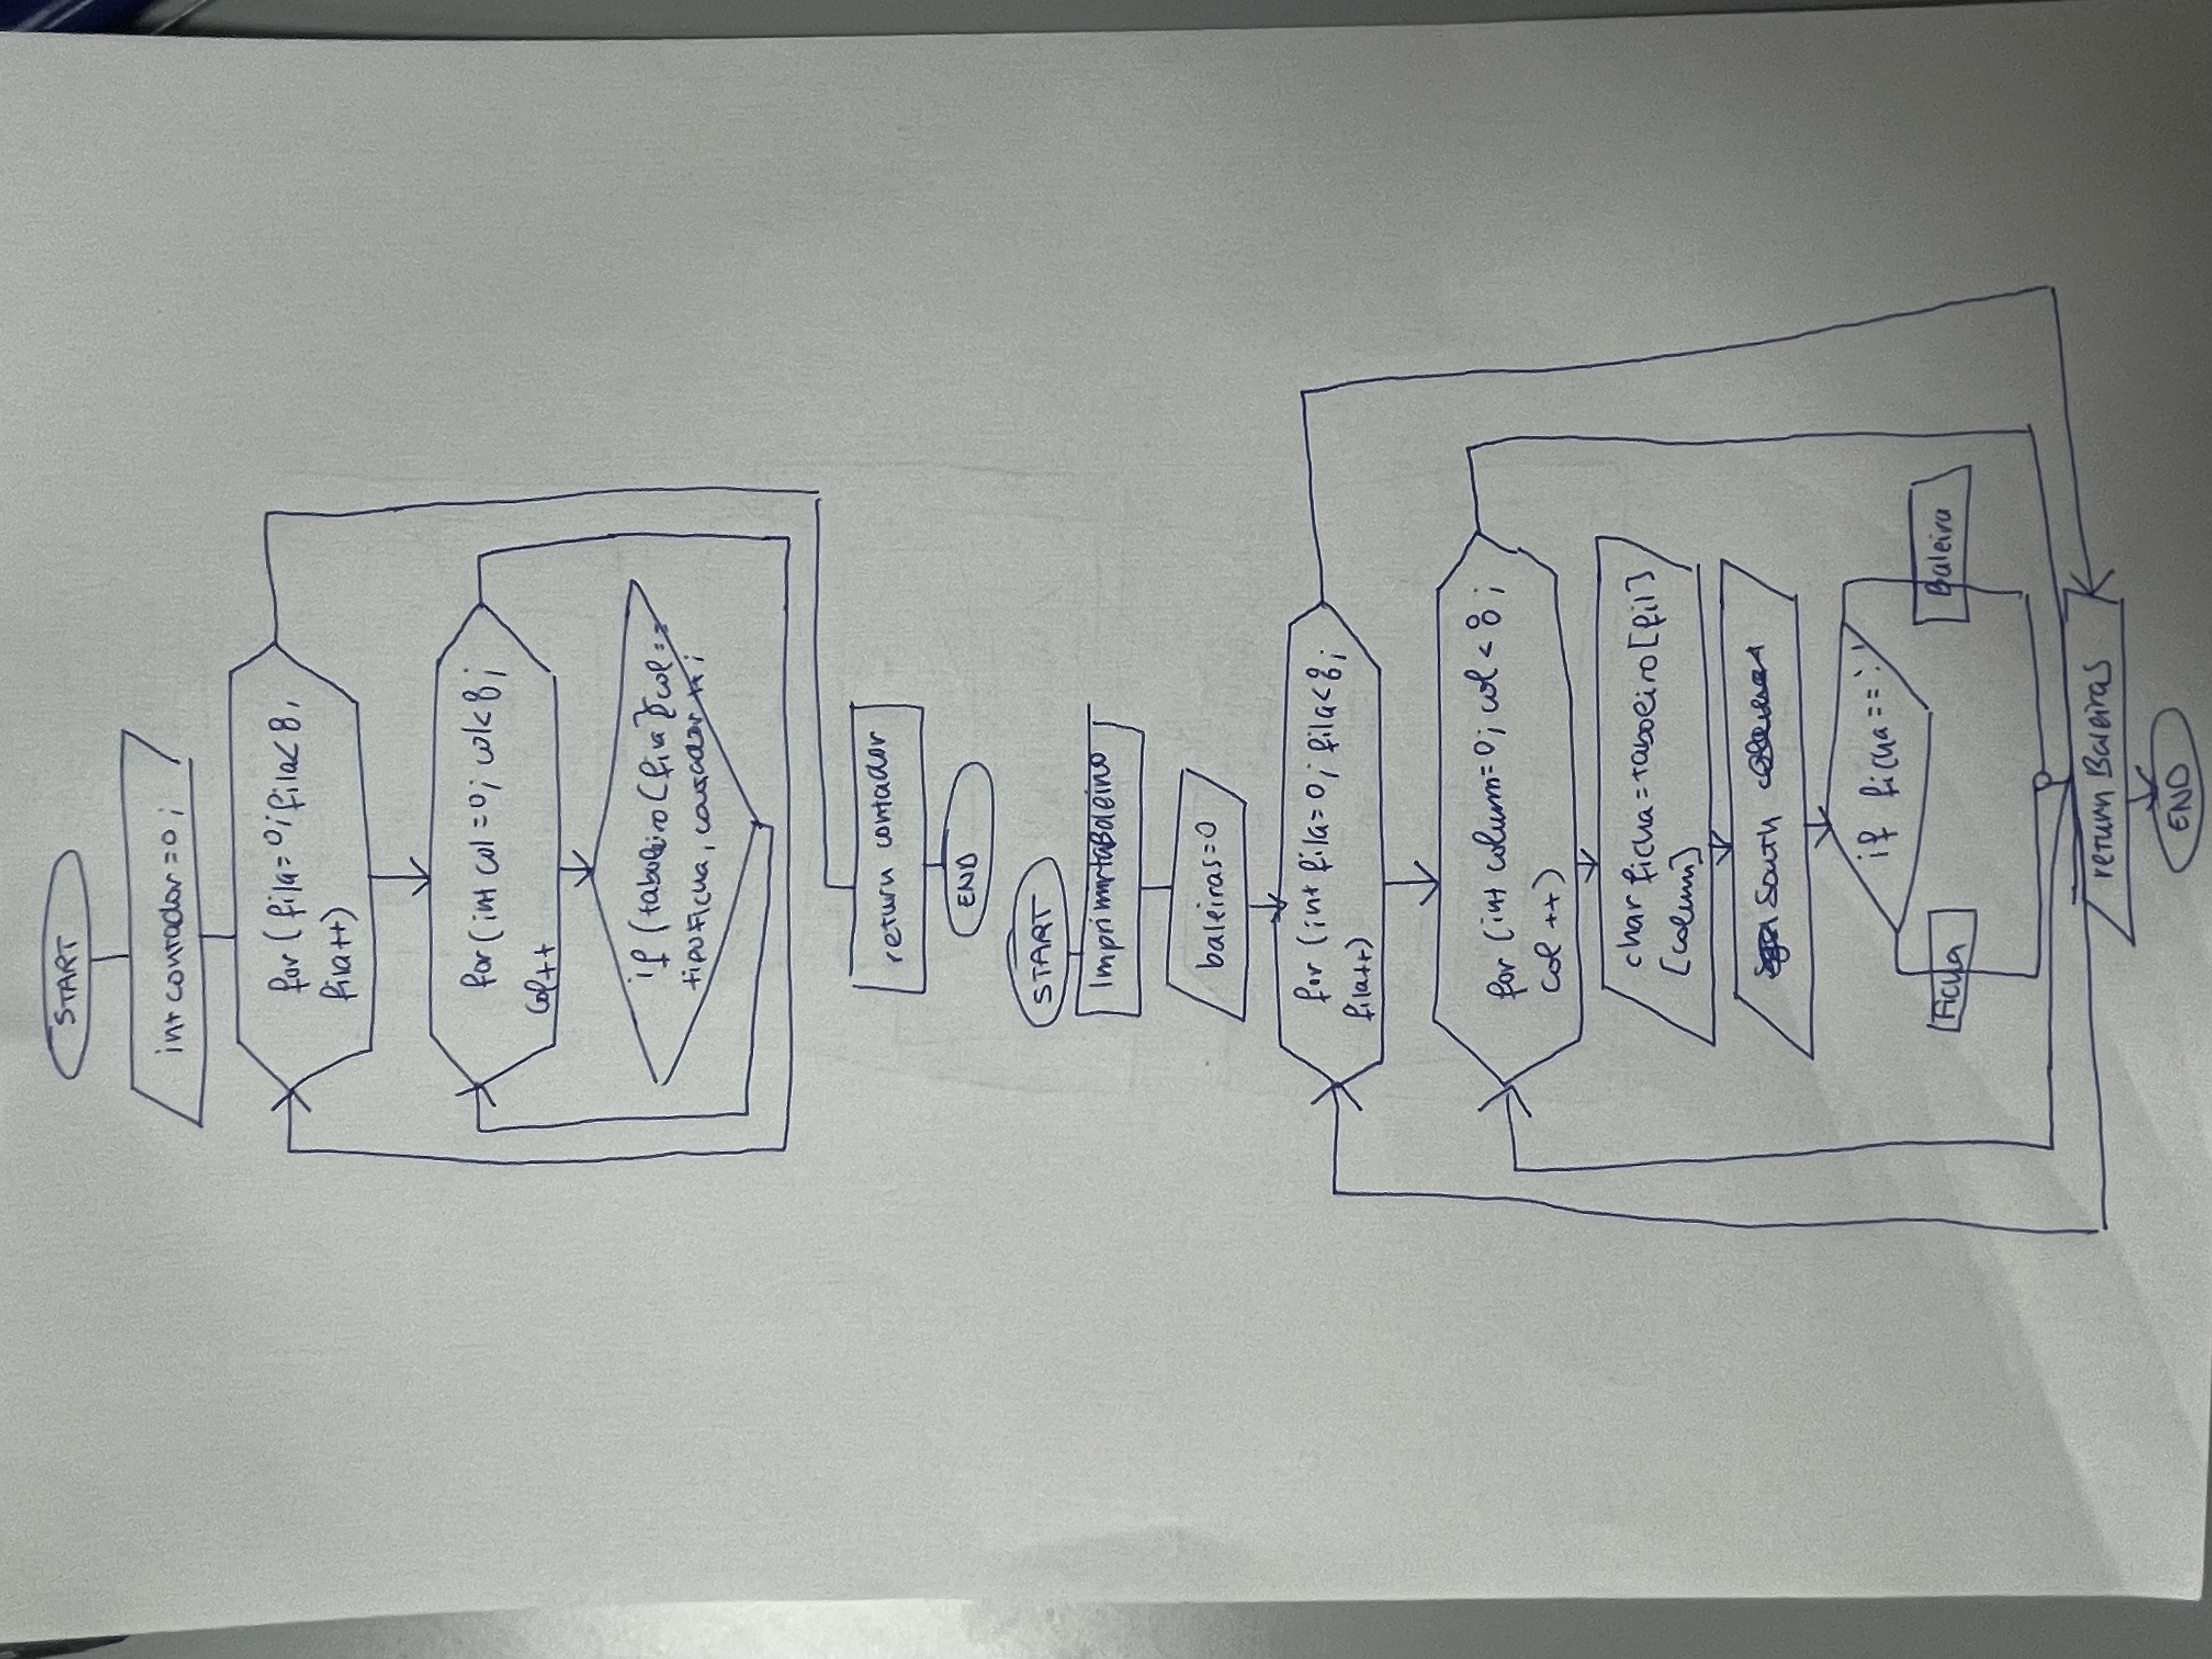 START
int contador = 0 ;
for ( fila= 0 ; fila< 8 ,
fila++)
for ( int col = 0 ; col< 8 ;
col++
if ( taboleiro [fila] [col ==
tipoFicha, contador ++ ;
return contador
END
START
Imprimirtaboleiro
baleiras=0
for (int fila= 0 ; fila< 8 ;
fila++)
for (int column=0 ; col < 8 ;
col ++)
char ficha = taboeiro [fil]
[column]
South
if ficha == ' '
Ficha
Baleira
return Baleiras
END